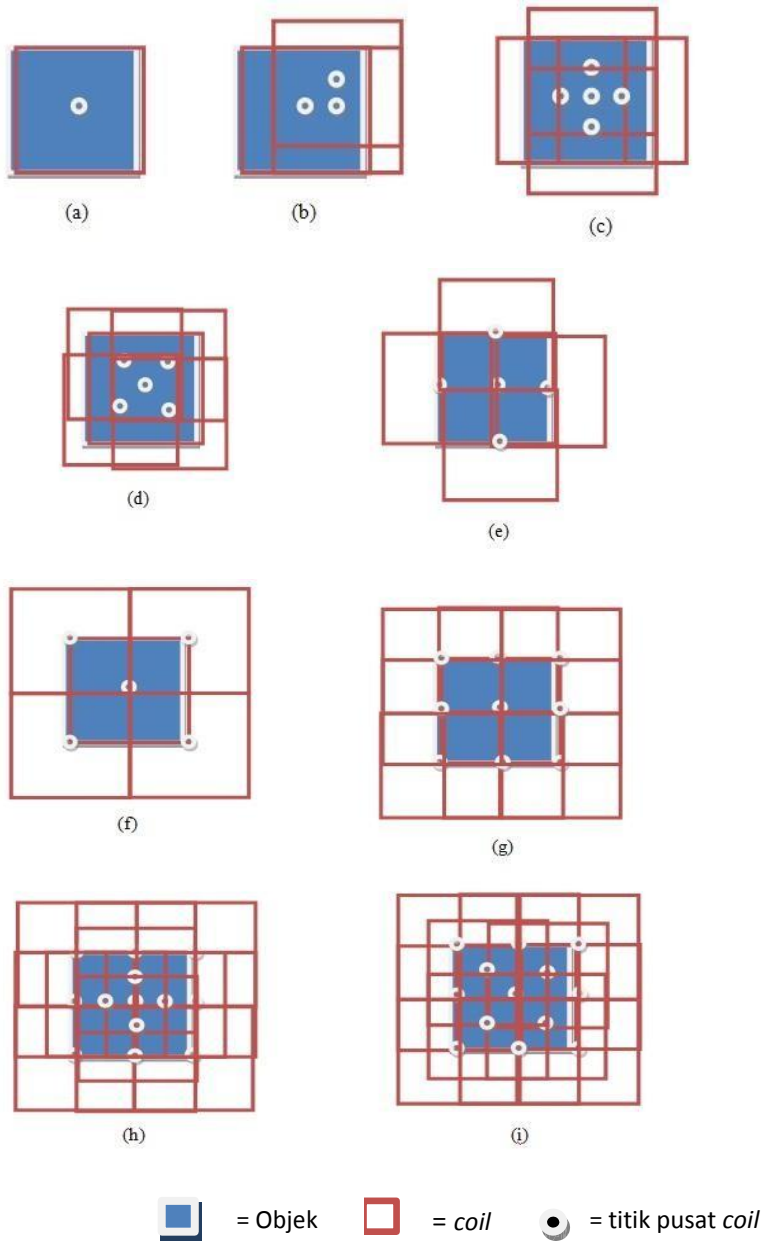 (a)
(b)
(c)
(d)
(e)
(f)
(g)
(h)
(i)
= Objek = coil = titik pusat coil